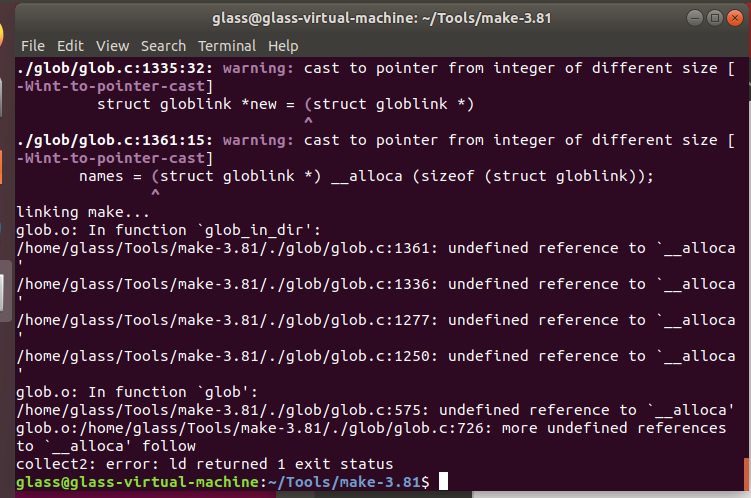 glass@glass-virtual-machine: ~/Tools/make-3.81
File Edit View Search Terminal Help
./glob/glob.c:1335:32: warning: cast to pointer from integer of different size [
-Wint-to-pointer-cast]
         struct globlink *new = (struct globlink *)
                                ^
./glob/glob.c:1361:15: warning: cast to pointer from integer of different size [
-Wint-to-pointer-cast]
       names = (struct globlink *) __alloca (sizeof (struct globlink));
               ^
linking make...
glob.o: In function `glob_in_dir':
/home/glass/Tools/make-3.81/./glob/glob.c:1361: undefined reference to `__alloca
'
/home/glass/Tools/make-3.81/./glob/glob.c:1336: undefined reference to `__alloca
'
/home/glass/Tools/make-3.81/./glob/glob.c:1277: undefined reference to `__alloca
'
/home/glass/Tools/make-3.81/./glob/glob.c:1250: undefined reference to `__alloca
'
glob.o: In function `glob':
/home/glass/Tools/make-3.81/./glob/glob.c:575: undefined reference to `__alloca'
glob.o:/home/glass/Tools/make-3.81/./glob/glob.c:726: more undefined references
to `__alloca' follow
collect2: error: ld returned 1 exit status
glass@glass-virtual-machine:~/Tools/make-3.81$